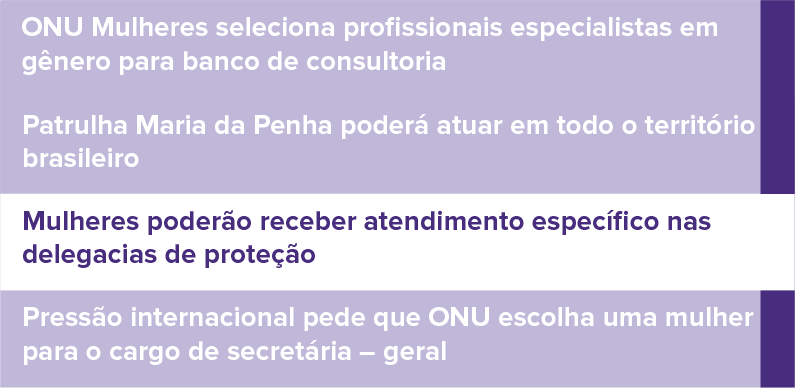 ONU Mulheres seleciona profissionais especialistas em
gênero para banco de consultoria
Patrulha Maria da Penha poderá atuar em todo o território
brasileiro
Mulheres poderão receber atendimento específico nas
delegacias de proteção
Pressão internacional pede que ONU escolha uma mulher
para o cargo de secretária – geral